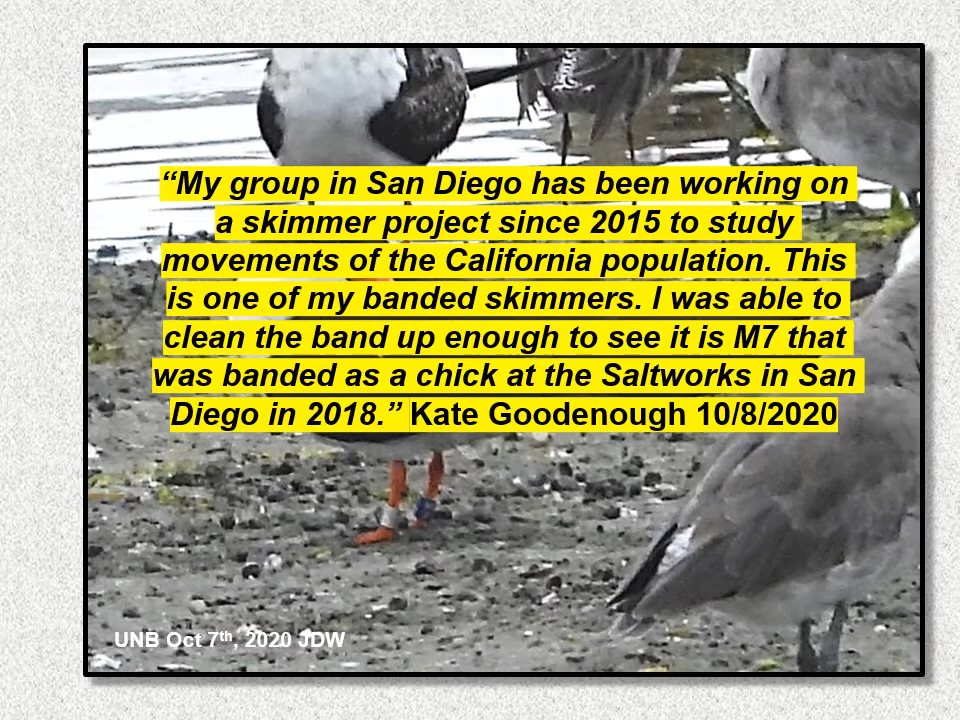 “My group in San Diego has been working on
a skimmer project since 2015 to study
movements of the California population. This
is one of my banded skimmers. I was able to
clean the band up enough to see it is M7 that
was banded as a chick at the Saltworks in San
Diego in 2018.” Kate Goodenough 10/8/2020
UNB Oct 7th, 2020 JDW